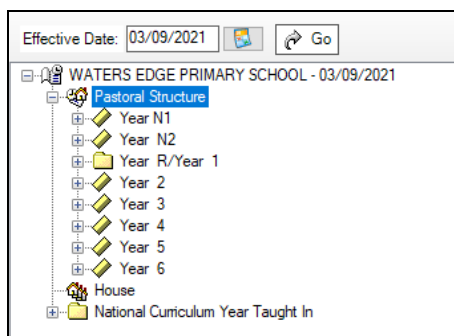 Effective Date: 03/09/2021 Go
WATERS EDGE PRIMARY SCHOOL - 03/09/2021
Pastoral Structure
Year N1
Year N2
Year R/Year 1
Year 2
Year 3
Year 4
Year 5
Year 6
House
National Curriculum Year Taught In